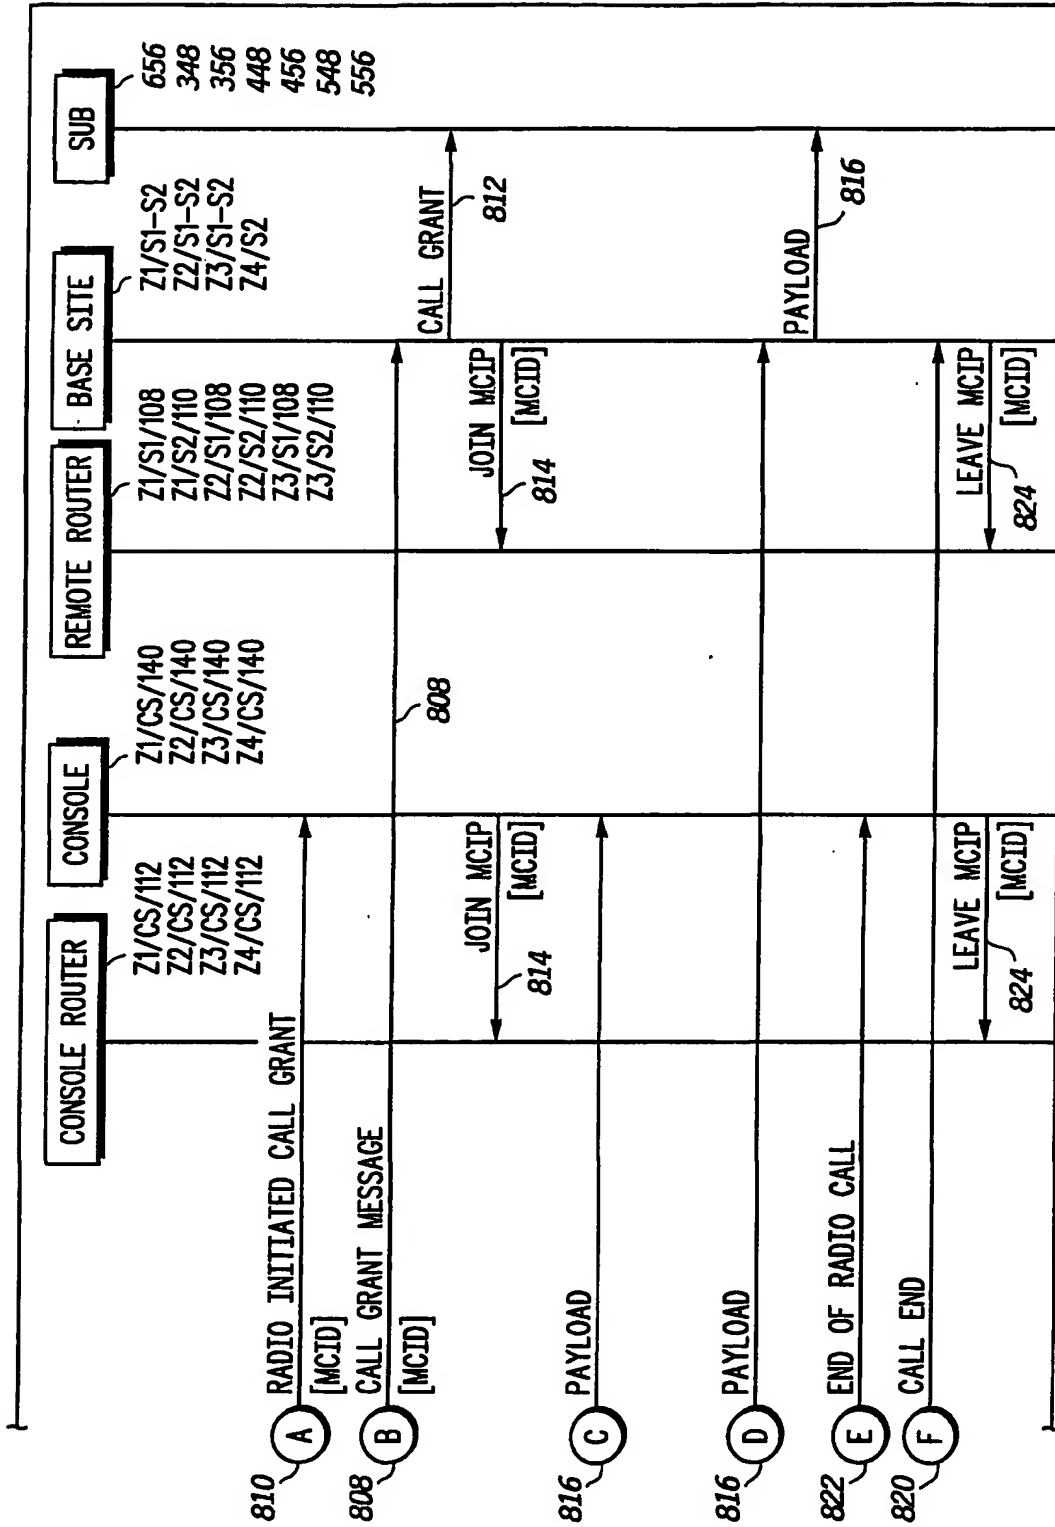 CONSOLE ROUTER
Z1/CS/112
Z2/CS/112
Z3/CS/112
Z4/CS/112
CONSOLE
Z1/CS/140
Z2/CS/140
Z3/CS/140
Z4/CS/140
REMOTE ROUTER
Z1/S1/108
Z1/S2/110
Z2/S1/108
Z2/S2/110
Z3/S1/108
Z3/S2/110
BASE SITE
Z1/S1-S2
Z2/S1-S2
Z3/S1-S2
Z4/S2
SUB
656
348
356
448
456
548
556
810
A
RADIO INITIATED CALL GRANT
[MCID]
808
B
CALL GRANT MESSAGE
[MCID]
808
CALL GRANT
812
JOIN MCIP
[MCID]
814
JOIN MCIP
[MCID]
814
816
C
PAYLOAD
816
D
PAYLOAD
PAYLOAD
816
822
E
END OF RADIO CALL
820
F
CALL END
LEAVE MCIP
[MCID]
824
LEAVE MCIP
[MCID]
824